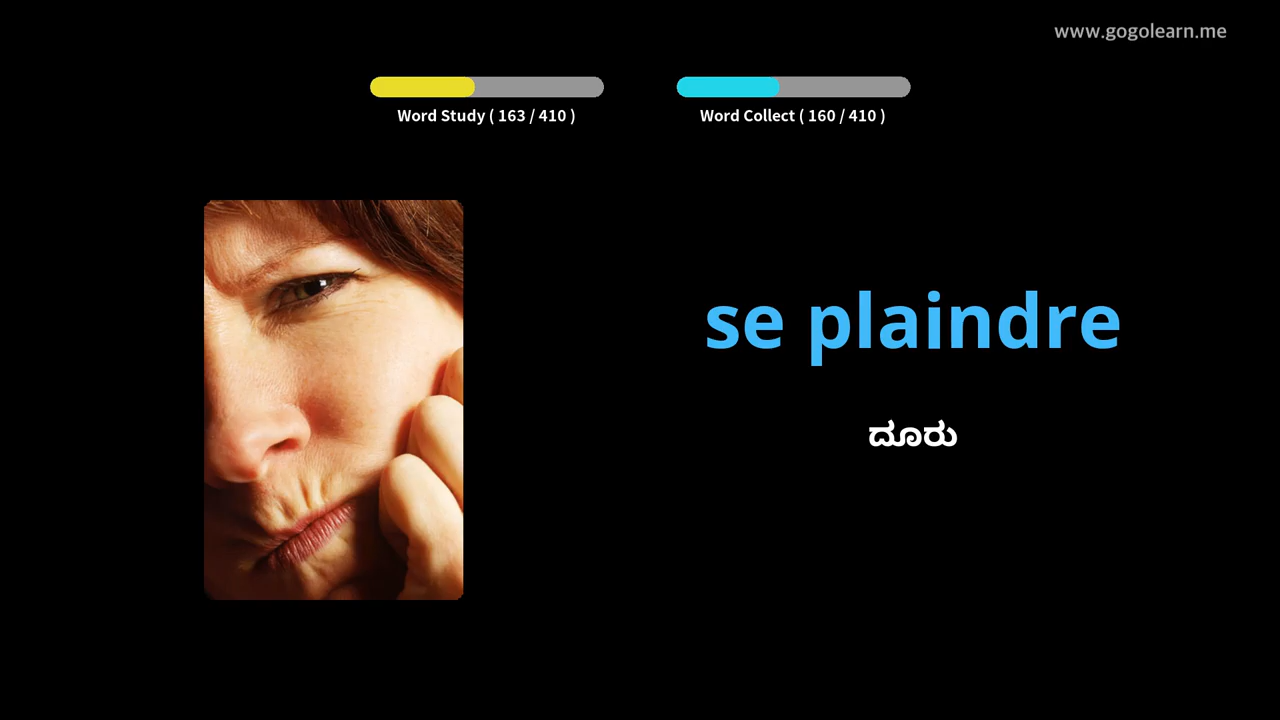 www.gogolearn.me
Word Study ( 163 / 410 )
Word Collect ( 160 / 410 )
se plaindre
ದೂರು